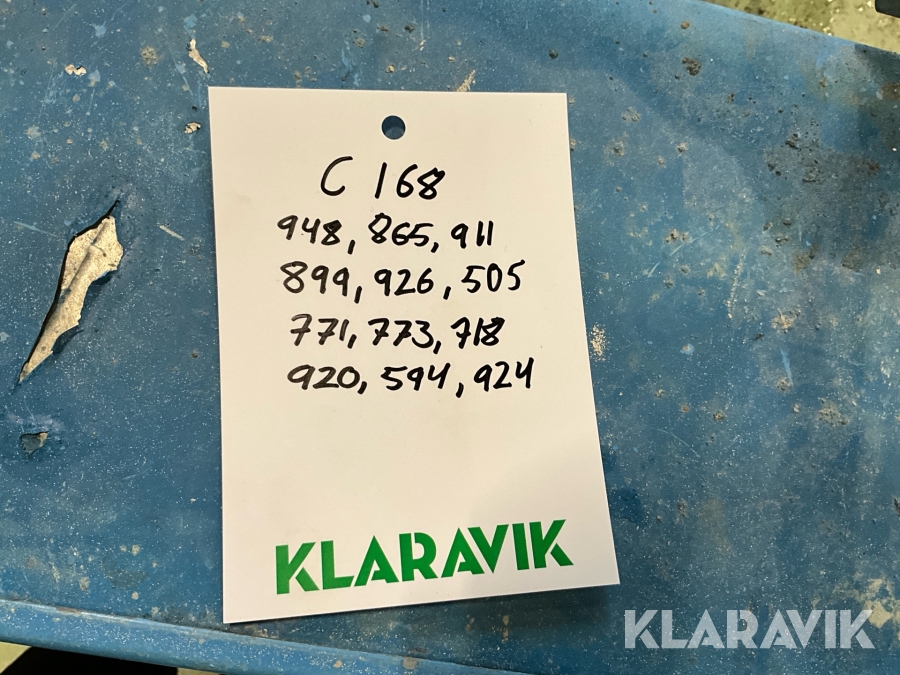 C 168
948, 865, 911
899, 926, 505
771, 773, 718
920, 594, 924
KLARAVIK
KLARAVIK